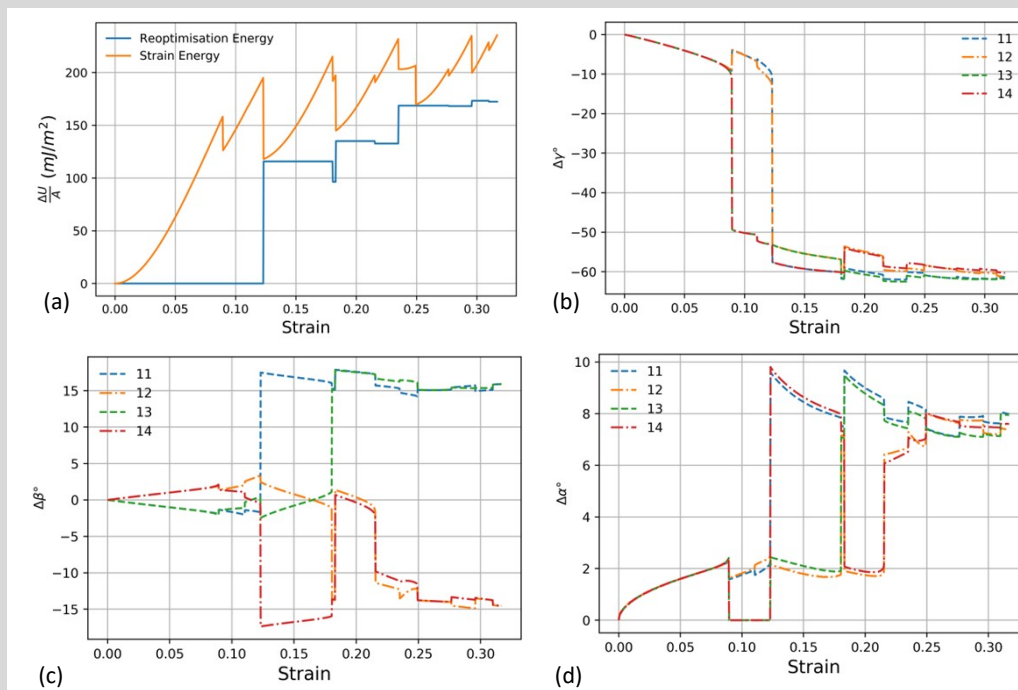 Reoptimisation Energy
Strain Energy
200
150
100
50
0
ΔU/A (mJ/m²)
0.00 0.05 0.10 0.15 0.20 0.25 0.30
Strain
(a)
0
−10
−20
−30
−40
−50
−60
Δγ°
11
12
13
14
0.00 0.05 0.10 0.15 0.20 0.25 0.30
Strain
(b)
15
10
5
0
−5
−10
−15
Δβ°
11
12
13
14
0.00 0.05 0.10 0.15 0.20 0.25 0.30
Strain
(c)
10
8
6
4
2
0
Δα°
11
12
13
14
0.00 0.05 0.10 0.15 0.20 0.25 0.30
Strain
(d)